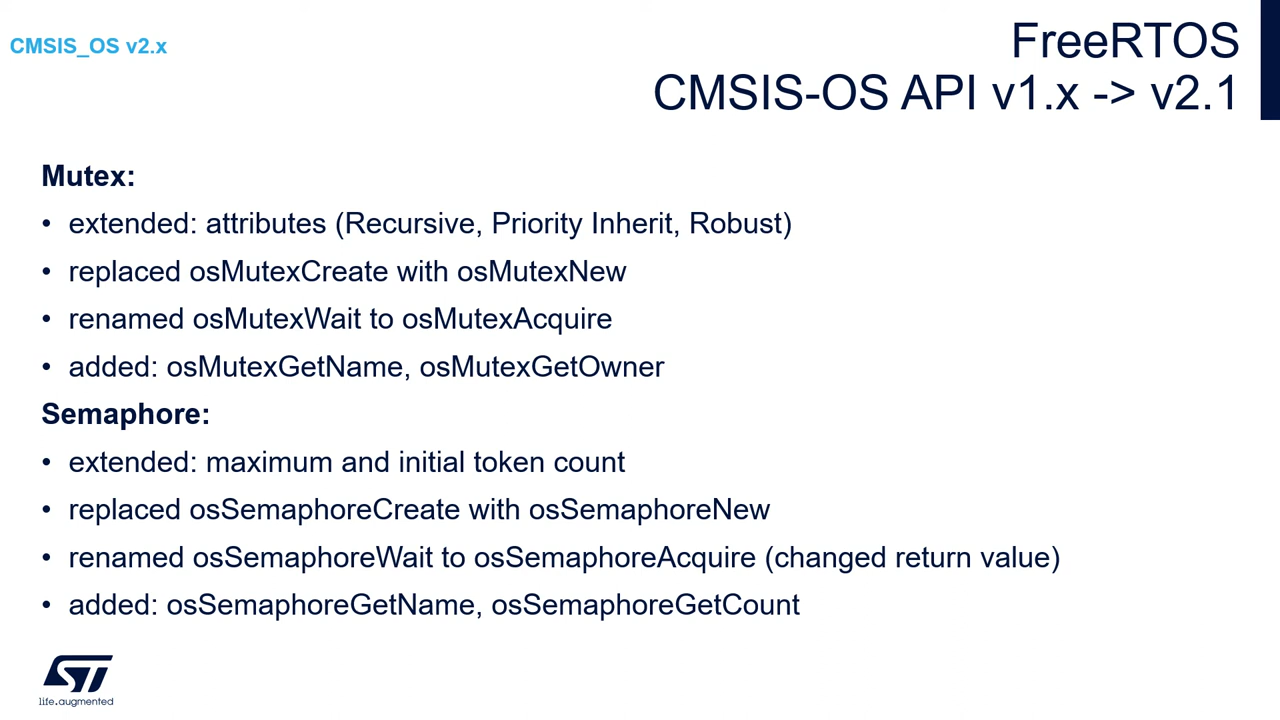 CMSIS_OS v2.x
FreeRTOS
CMSIS-OS API v1.x -> v2.1
Mutex:
• extended: attributes (Recursive, Priority Inherit, Robust)
• replaced osMutexCreate with osMutexNew
• renamed osMutexWait to osMutexAcquire
• added: osMutexGetName, osMutexGetOwner
Semaphore:
• extended: maximum and initial token count
• replaced osSemaphoreCreate with osSemaphoreNew
• renamed osSemaphoreWait to osSemaphoreAcquire (changed return value)
• added: osSemaphoreGetName, osSemaphoreGetCount
ST
life.augmented